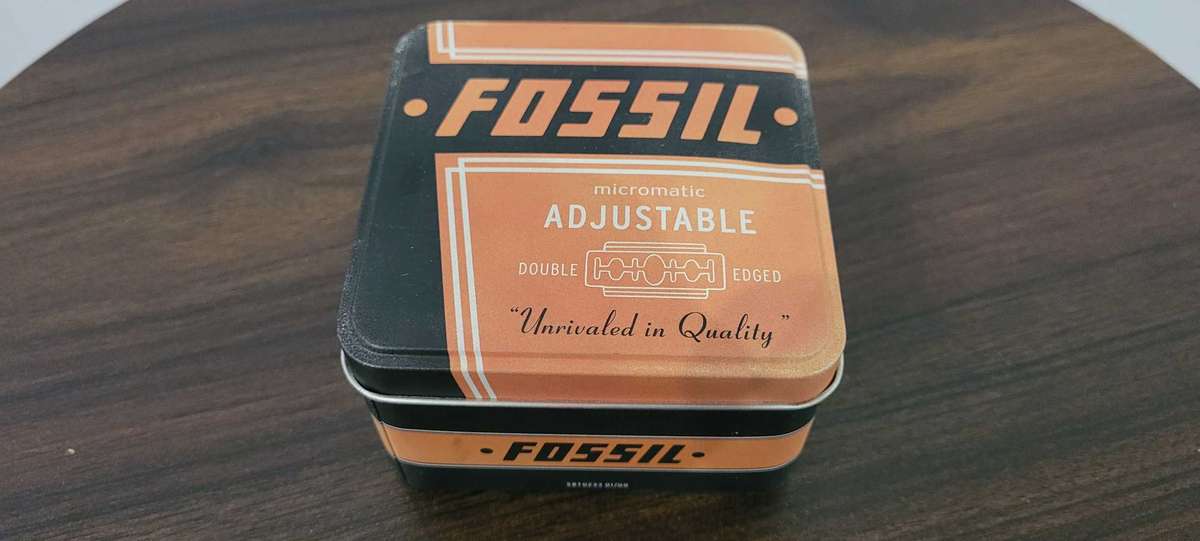 • FOSSIL •
micromatic
ADJUSTABLE
DOUBLE EDGED
“Unrivaled in Quality”
• FOSSIL •